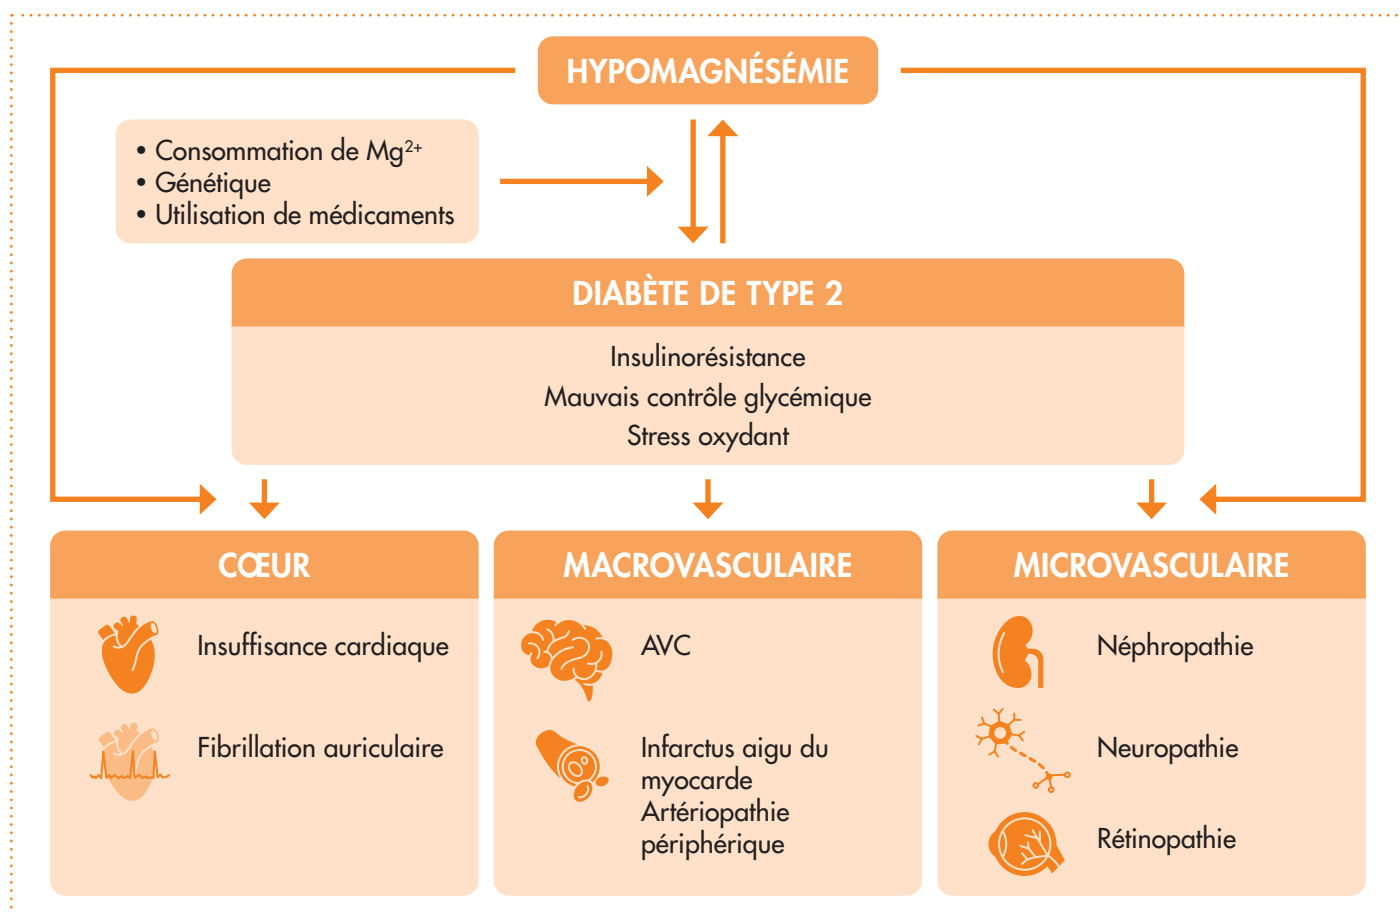 HYPOMAGNÉSÉMIE
• Consommation de Mg²⁺
• Génétique
• Utilisation de médicaments
DIABÈTE DE TYPE 2
Insulinorésistance
Mauvais contrôle glycémique
Stress oxydant
CŒUR
Insuffisance cardiaque
Fibrillation auriculaire
MACROVASCULAIRE
AVC
Infarctus aigu du
myocarde
Artériopathie
périphérique
MICROVASCULAIRE
Néphropathie
Neuropathie
Rétinopathie